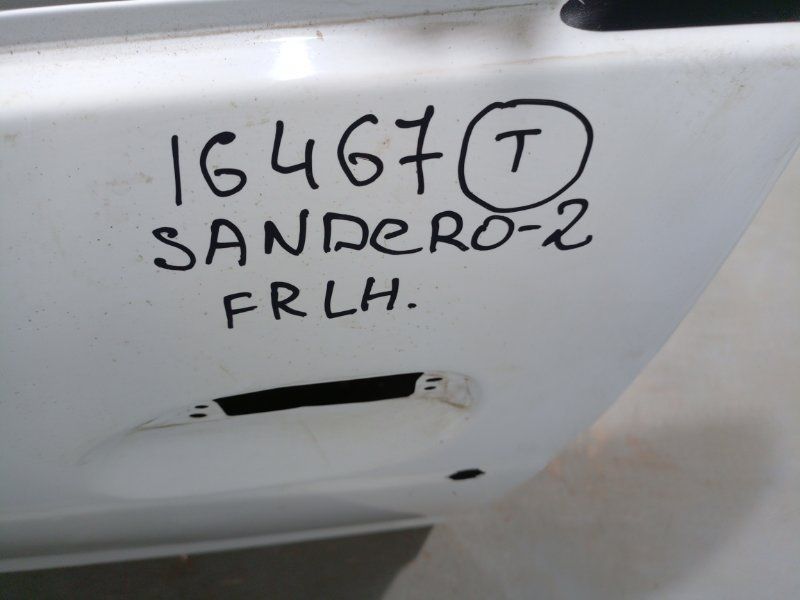 16467 T
SANDERO-2
FRLH.